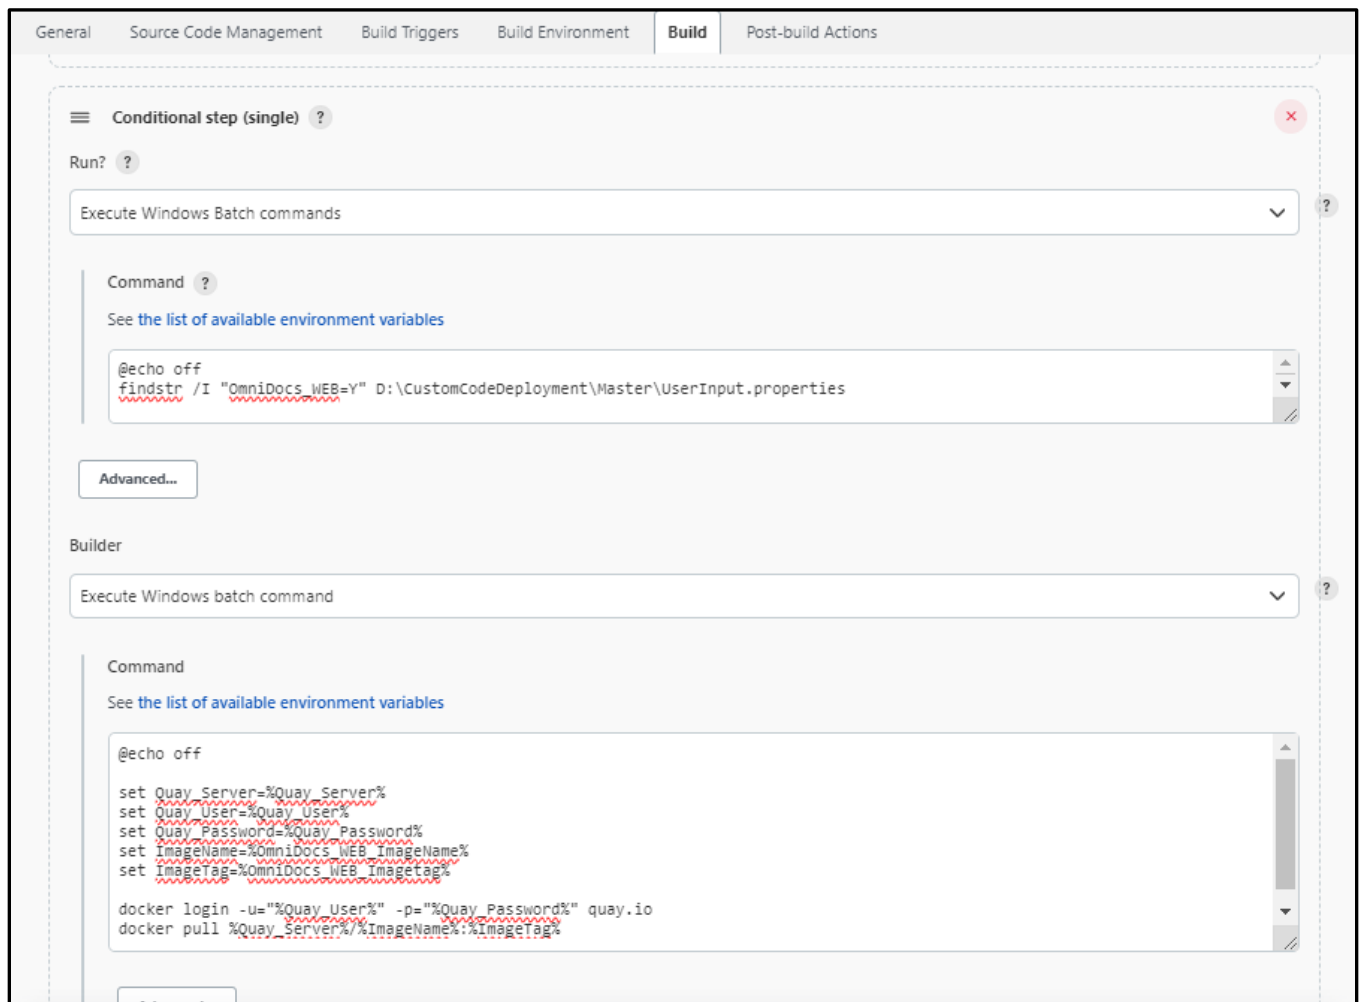 General Source Code Management Build Triggers Build Environment Build Post-build Actions
Conditional step (single) ?
Run? ?
Execute Windows Batch commands
?
Command ?
See the list of available environment variables
@echo off
findstr /I "OmniDocs_WEB=Y" D:\CustomCodeDeployment\Master\UserInput.properties
Advanced...
Builder
Execute Windows batch command
?
Command
See the list of available environment variables
@echo off
set Quay_Server=%Quay_Server%
set Quay_User=%Quay_User%
set Quay_Password=%Quay_Password%
set ImageName=%OmniDocs_WEB_ImageName%
set ImageTag=%OmniDocs_WEB_Imagetag%
docker login -u="%Quay_User%" -p="%Quay_Password%" quay.io
docker pull %Quay_Server%/%ImageName%:%ImageTag%